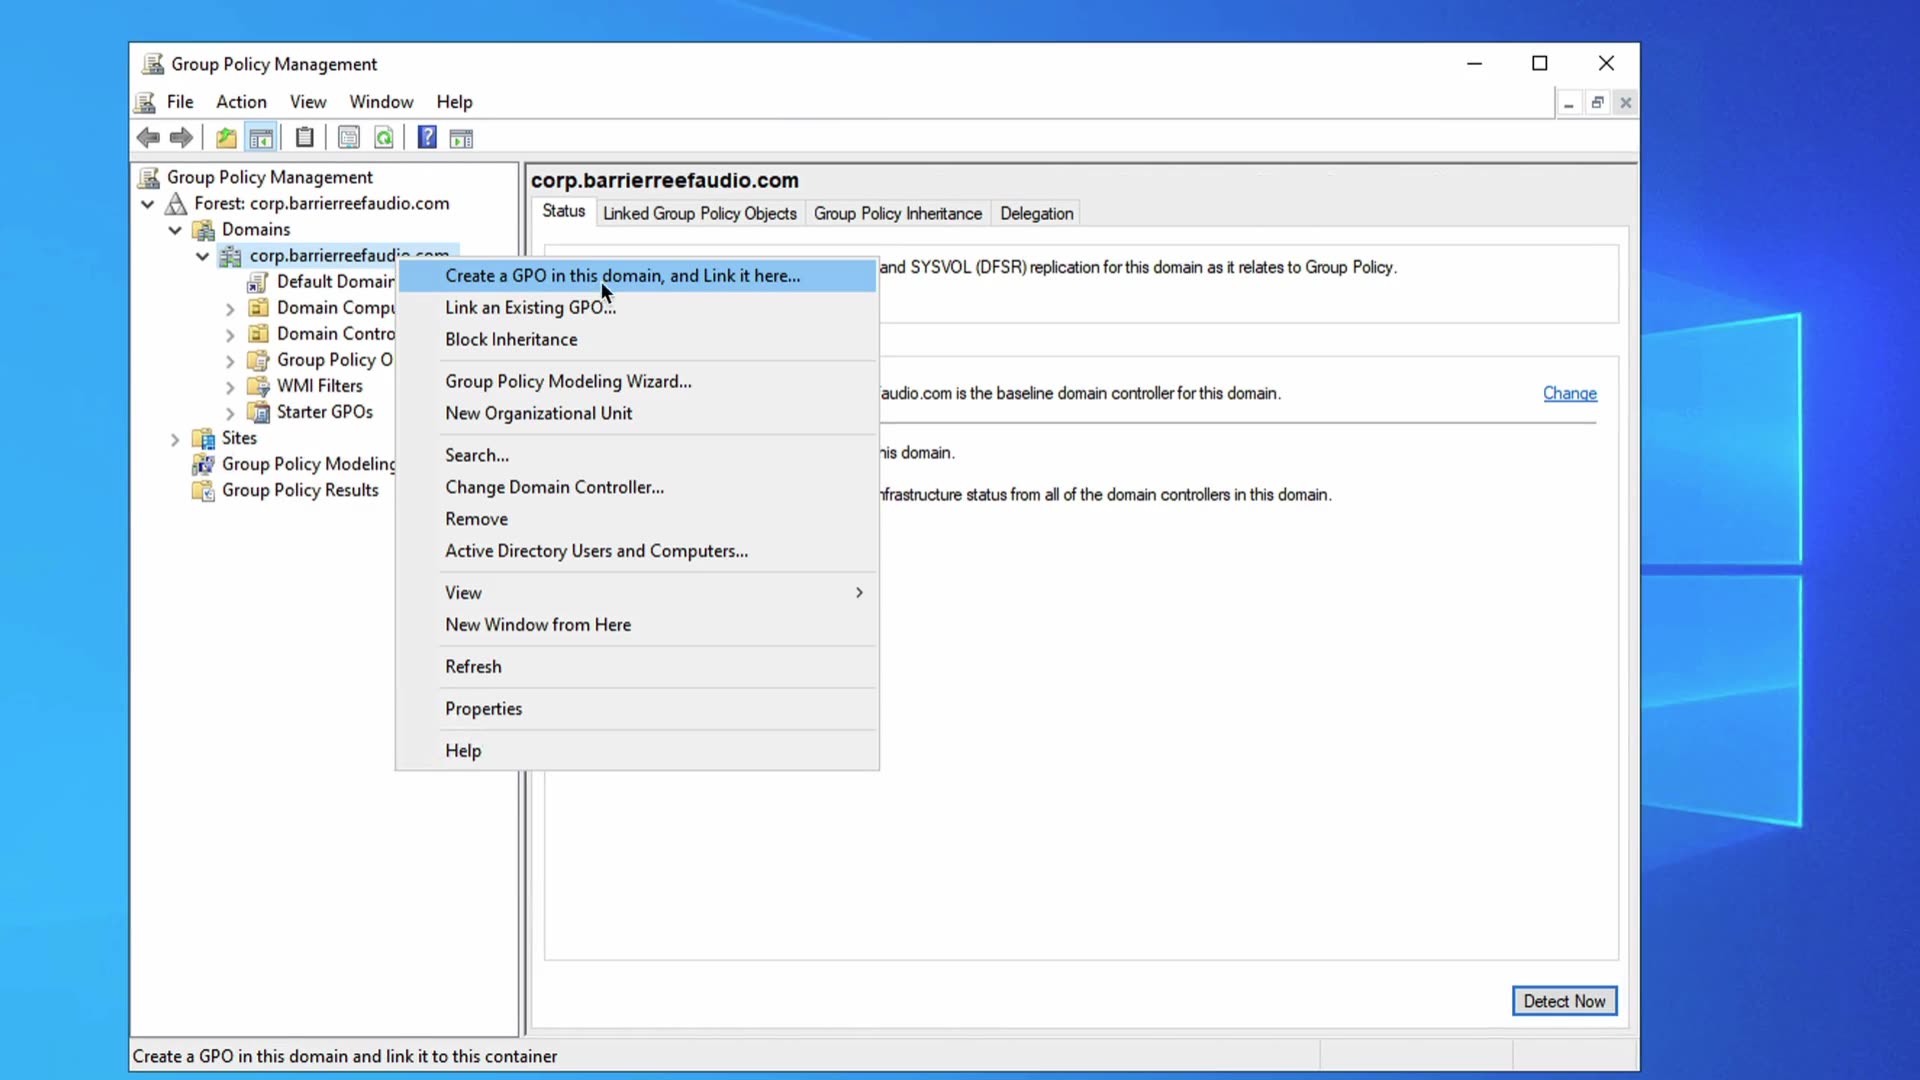 Group Policy Management
File Action View Window Help
Group Policy Management
Forest: corp.barrierreefaudio.com
Domains
corp.barrierreefaudio.com
Default Domain
Domain Compu
Domain Contro
Group Policy O
WMI Filters
Starter GPOs
Sites
Group Policy Modeling
Group Policy Results
Create a GPO in this domain, and Link it here...
Link an Existing GPO...
Block Inheritance
Group Policy Modeling Wizard...
New Organizational Unit
Search...
Change Domain Controller...
Remove
Active Directory Users and Computers...
View
New Window from Here
Refresh
Properties
Help
corp.barrierreefaudio.com
Status Linked Group Policy Objects Group Policy Inheritance Delegation
and SYSVOL (DFSR) replication for this domain as it relates to Group Policy.
audio.com is the baseline domain controller for this domain. Change
his domain.
nfrastructure status from all of the domain controllers in this domain.
Detect Now
Create a GPO in this domain and link it to this container